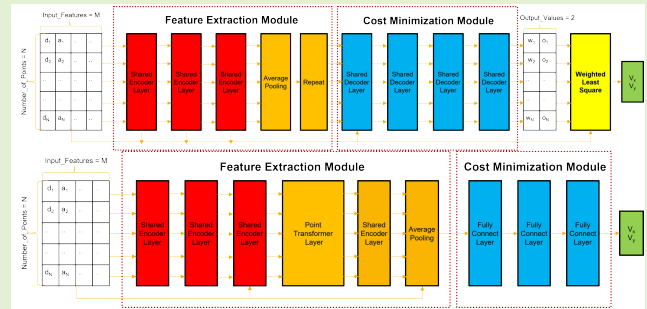 Input_Features = M
Feature Extraction Module
Cost Minimization Module
Output_Values = 2
Number_of_Points = N
d1 a1 ..
d2 a2 ..
.. .. ..
.. ..
dN aN ..
Shared Encoder Layer
Shared Encoder Layer
Shared Encoder Layer
Average Pooling
Repeat
Shared Decoder Layer
Shared Decoder Layer
Shared Decoder Layer
Shared Decoder Layer
w1 o1
w2 o2
.. ..
.. ..
wN oN
Weighted Least Square
Vx
Vy
Input_Features = M
Feature Extraction Module
Cost Minimization Module
Number_of_Points = N
d1 a1 ..
d2 a2 ..
.. .. ..
.. ..
dN aN ..
Shared Encoder Layer
Shared Encoder Layer
Shared Encoder Layer
Point Transformer Layer
Shared Encoder Layer
Average Pooling
Fully Connect Layer
Fully Connect Layer
Fully Connect Layer
Vx
Vy